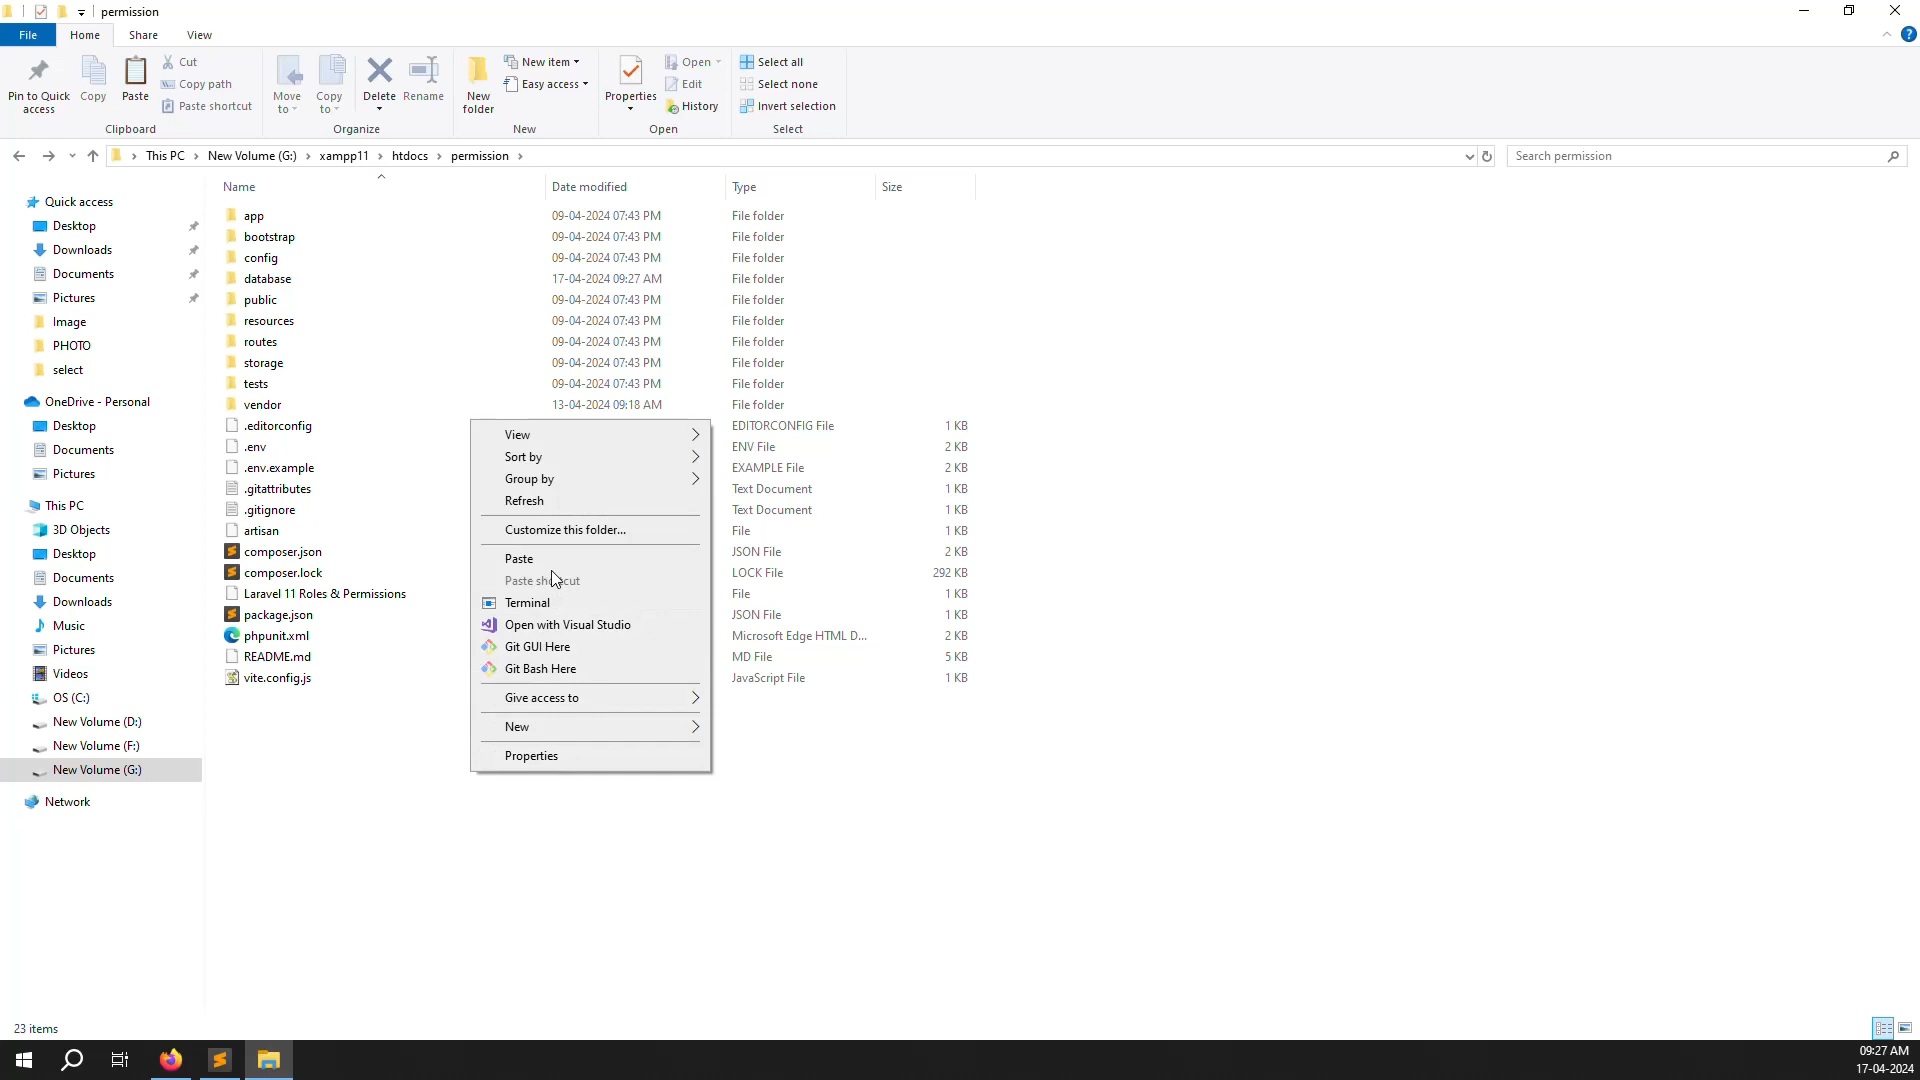 permission
File
Home
Share
View
Pin to Quick access
Copy
Paste
Cut
Copy path
Paste shortcut
Clipboard
Move to
Copy to
Delete
Rename
Organize
New folder
New item
Easy access
New
Properties
Open
Edit
History
Open
Select all
Select none
Invert selection
Select
This PC
New Volume (G:)
xampp11
htdocs
permission
Search permission
Name
Date modified
Type
Size
Quick access
Desktop
Downloads
Documents
Pictures
Image
PHOTO
select
OneDrive - Personal
Desktop
Documents
Pictures
This PC
3D Objects
Desktop
Documents
Downloads
Music
Pictures
Videos
OS (C:)
New Volume (D:)
New Volume (F:)
New Volume (G:)
Network
app 09-04-2024 07:43 PM File folder
bootstrap 09-04-2024 07:43 PM File folder
config 09-04-2024 07:43 PM File folder
database 17-04-2024 09:27 AM File folder
public 09-04-2024 07:43 PM File folder
resources 09-04-2024 07:43 PM File folder
routes 09-04-2024 07:43 PM File folder
storage 09-04-2024 07:43 PM File folder
tests 09-04-2024 07:43 PM File folder
vendor 13-04-2024 09:18 AM File folder
.editorconfig EDITORCONFIG File 1 KB
.env ENV File 2 KB
.env.example EXAMPLE File 2 KB
.gitattributes Text Document 1 KB
.gitignore Text Document 1 KB
artisan File 1 KB
composer.json JSON File 2 KB
composer.lock LOCK File 292 KB
Laravel 11 Roles & Permissions File 1 KB
package.json JSON File 1 KB
phpunit.xml Microsoft Edge HTML D... 2 KB
README.md MD File 5 KB
vite.config.js JavaScript File 1 KB
View
Sort by
Group by
Refresh
Customize this folder...
Paste
Paste shortcut
Terminal
Open with Visual Studio
Git GUI Here
Git Bash Here
Give access to
New
Properties
23 items
09:27 AM
17-04-2024